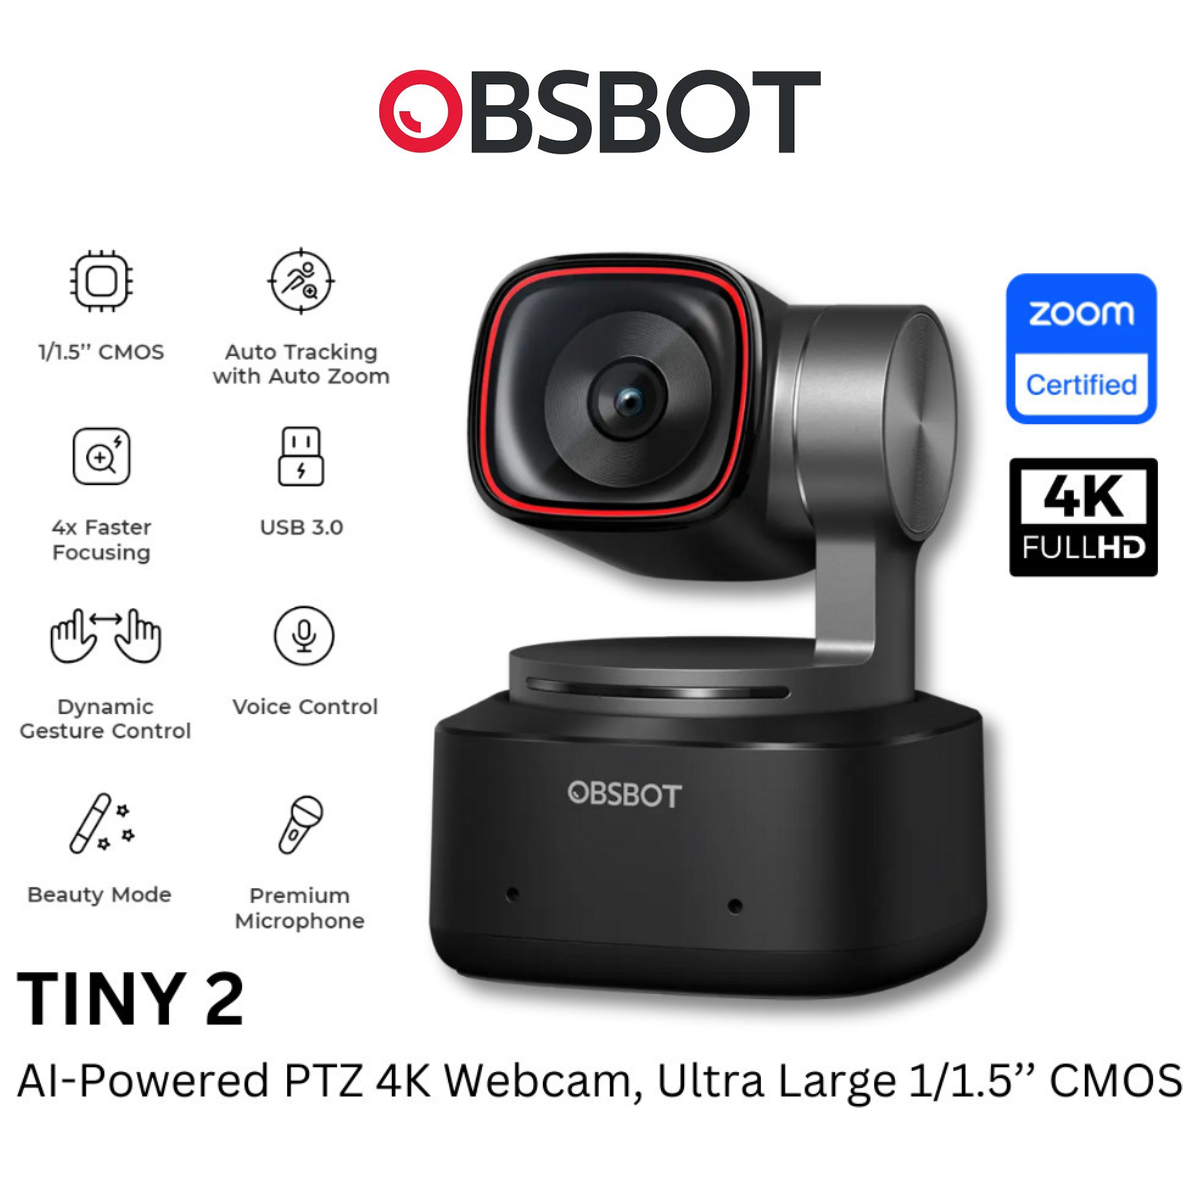 OBSBOT
1/1.5’’ CMOS
Auto Tracking
with Auto Zoom
4x Faster
Focusing
USB 3.0
Dynamic
Gesture Control
Voice Control
Beauty Mode
Premium
Microphone
zoom
Certified
4K
FULLHD
OBSBOT
TINY 2
AI-Powered PTZ 4K Webcam, Ultra Large 1/1.5’’ CMOS